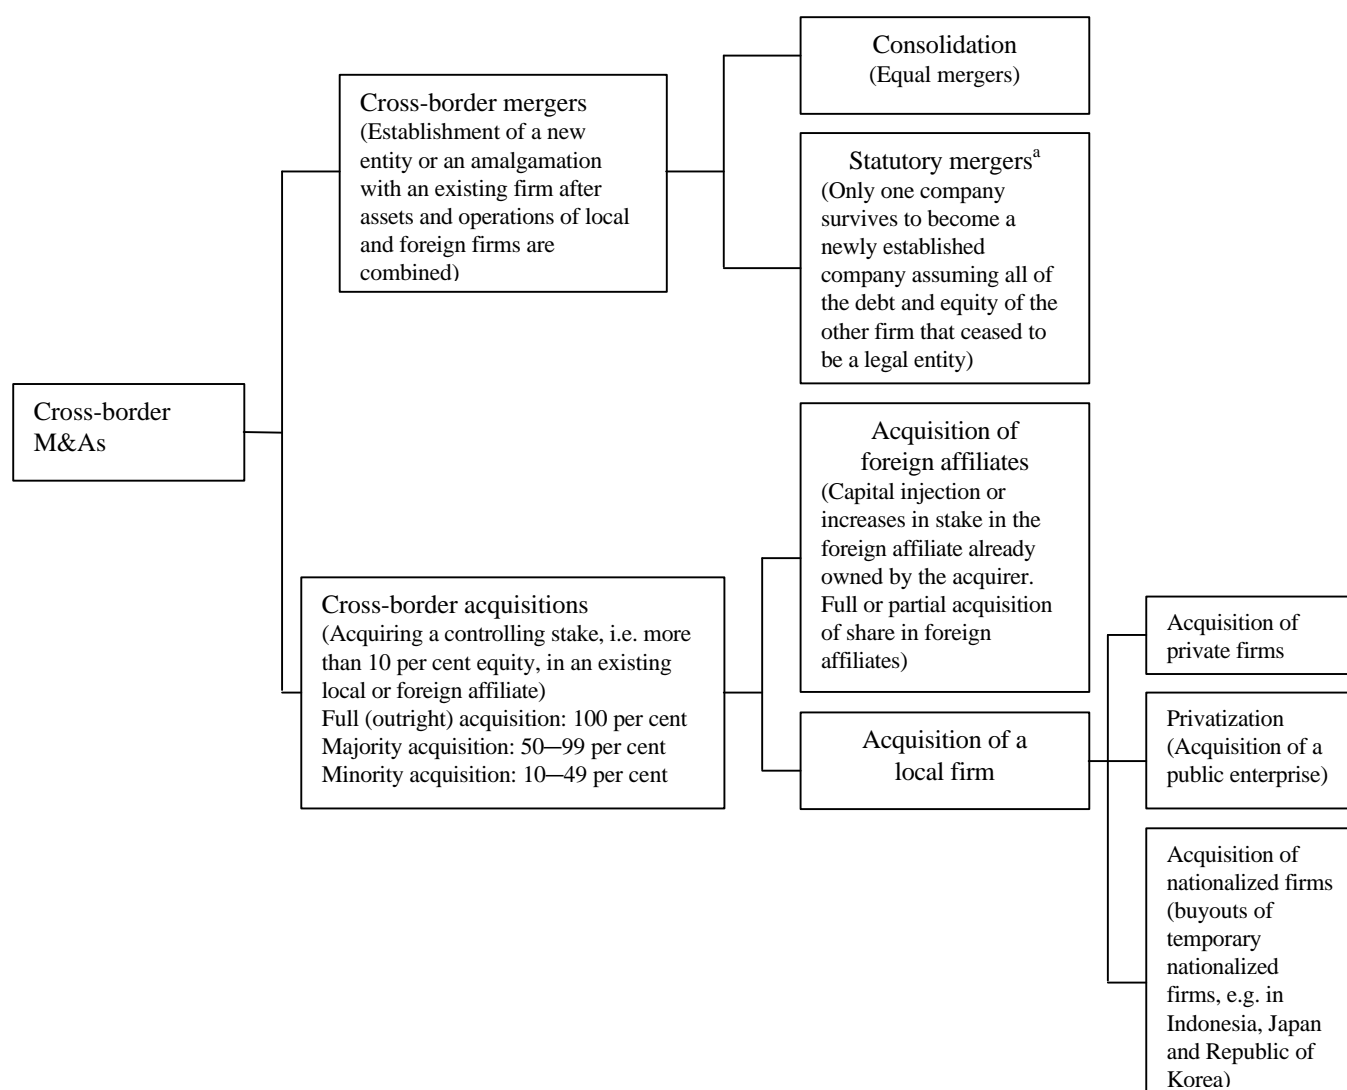 Consolidation
(Equal mergers)
Cross-border mergers
(Establishment of a new
entity or an amalgamation
with an existing firm after
assets and operations of local
and foreign firms are
combined)
Statutory mergersᵃ
(Only one company
survives to become a
newly established
company assuming all of
the debt and equity of the
other firm that ceased to
be a legal entity)
Cross-border
M&As
Acquisition of
foreign affiliates
(Capital injection or
increases in stake in the
foreign affiliate already
owned by the acquirer.
Full or partial acquisition
of share in foreign
affiliates)
Cross-border acquisitions
(Acquiring a controlling stake, i.e. more
than 10 per cent equity, in an existing
local or foreign affiliate)
Full (outright) acquisition: 100 per cent
Majority acquisition: 50—99 per cent
Minority acquisition: 10—49 per cent
Acquisition of a
local firm
Acquisition of
private firms
Privatization
(Acquisition of a
public enterprise)
Acquisition of
nationalized firms
(buyouts of
temporary
nationalized
firms, e.g. in
Indonesia, Japan
and Republic of
Korea)